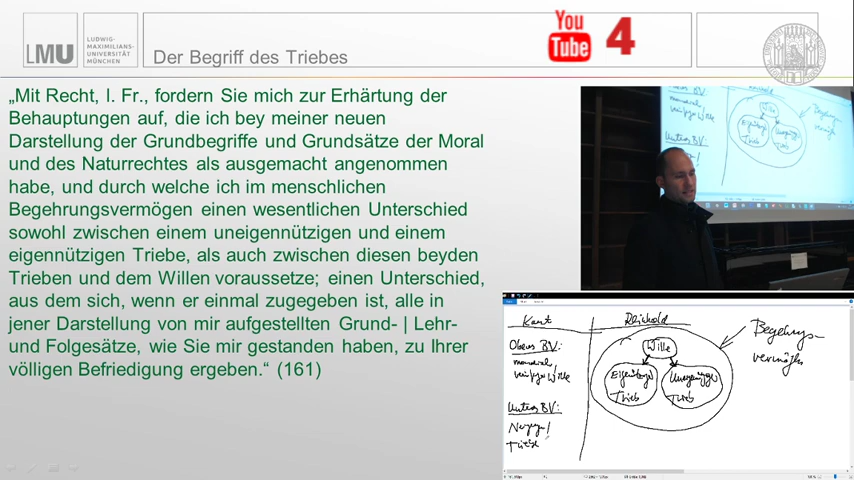 LMU
LUDWIG-
MAXIMILIANS-
UNIVERSITÄT
MÜNCHEN
Der Begriff des Triebes
You
Tube
4
„Mit Recht, l. Fr., fordern Sie mich zur Erhärtung der
Behauptungen auf, die ich bey meiner neuen
Darstellung der Grundbegriffe und Grundsätze der Moral
und des Naturrechtes als ausgemacht angenommen
habe, und durch welche ich im menschlichen
Begehrungsvermögen einen wesentlichen Unterschied
sowohl zwischen einem uneigennützigen und einem
eigennützigen Triebe, als auch zwischen diesen beyden
Trieben und dem Willen voraussetze; einen Unterschied,
aus dem sich, wenn er einmal zugegeben ist, alle in
jener Darstellung von mir aufgestellten Grund- | Lehr-
und Folgesätze, wie Sie mir gestanden haben, zu Ihrer
völligen Befriedigung ergeben.“ (161)
Kant
Reinhold
Oberes BV:
Wille
Trieb
Trieb
Unteres BV:
Begehrungs-
vermögen